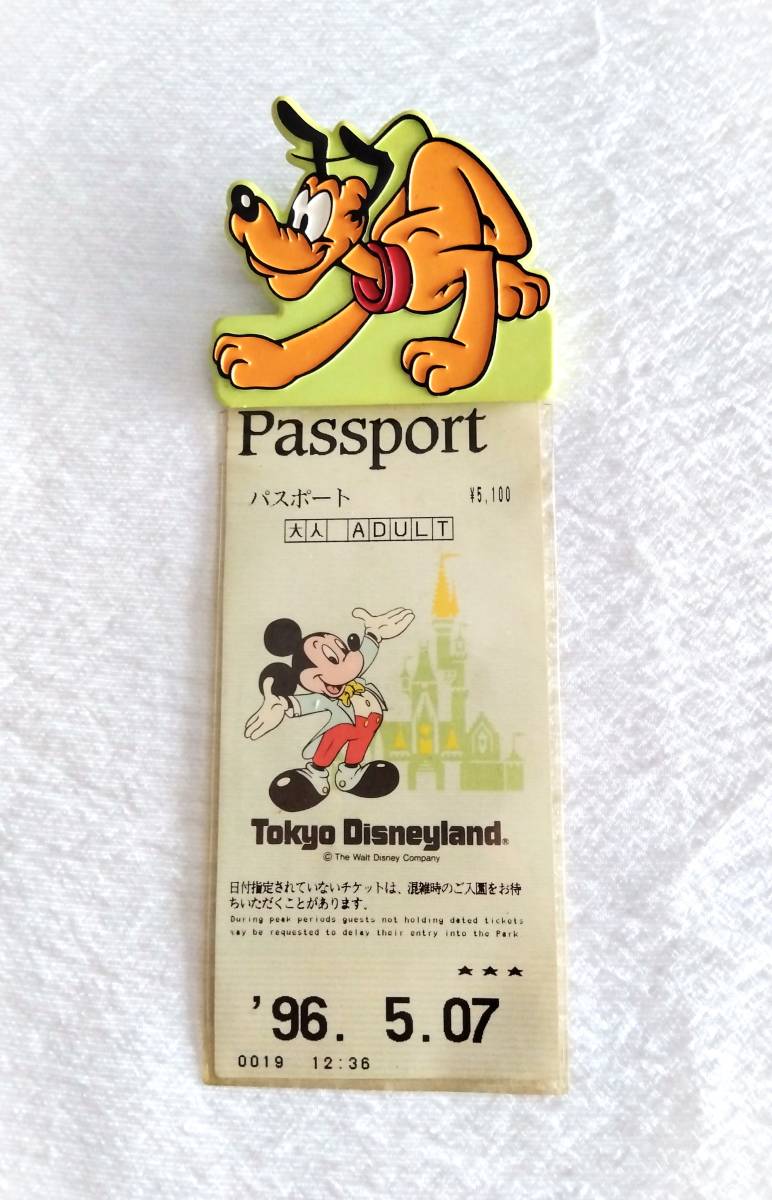 Passport
パスポート ¥5,100
大人 ADULT
Tokyo Disneyland®
© The Walt Disney Company
日付指定されていないチケットは、混雑時のご入園をお待
ちいただくことがあります。
During peak periods guests not holding dated tickets
may be requested to delay their entry into the Park
★★★
'96. 5.07
0019 12:36